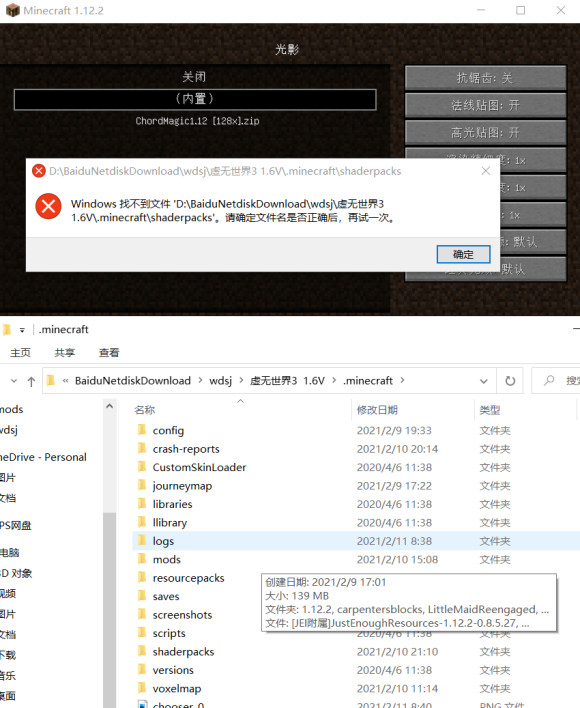 Minecraft 1.12.2
光影
关闭
（内置）
ChordMagic1.12 [128x].zip
抗锯齿: 关
法线贴图: 开
高光贴图: 开
: 1x
: 1x
: 1x
: 默认
默认
D:\BaiduNetdiskDownload\wdsj\虚无世界3 1.6V\.minecraft\shaderpacks
Windows 找不到文件 'D:\BaiduNetdiskDownload\wdsj\虚无世界3
1.6V\.minecraft\shaderpacks'。请确定文件名是否正确后，再试一次。
确定
.minecraft
主页 共享 查看
« BaiduNetdiskDownload › wdsj › 虚无世界3 1.6V › .minecraft ›
搜
名称 修改日期 类型
mods
wdsj
neDrive - Personal
图片
文档
PS网盘
电脑
3D 对象
视频
图片
文档
下载
音乐
桌面
config 2021/2/9 19:33 文件夹
crash-reports 2021/2/10 20:14 文件夹
CustomSkinLoader 2020/4/6 11:38 文件夹
journeymap 2021/2/9 17:22 文件夹
libraries 2020/4/6 11:38 文件夹
llibrary 2020/4/6 11:38 文件夹
logs 2021/2/11 8:38 文件夹
mods 2021/2/10 15:08 文件夹
resourcepacks
saves
screenshots
scripts 2020/4/6 11:38 文件夹
shaderpacks 2021/2/10 21:10 文件夹
versions 2020/4/6 11:38 文件夹
voxelmap 2021/2/10 11:14 文件夹
chooser_0 2021/2/11 8:40 PNG 文件
创建日期: 2021/2/9 17:01
大小: 139 MB
文件夹: 1.12.2, carpentersblocks, LittleMaidReengaged, ...
文件: [JEI附属]JustEnoughResources-1.12.2-0.8.5.27, ...